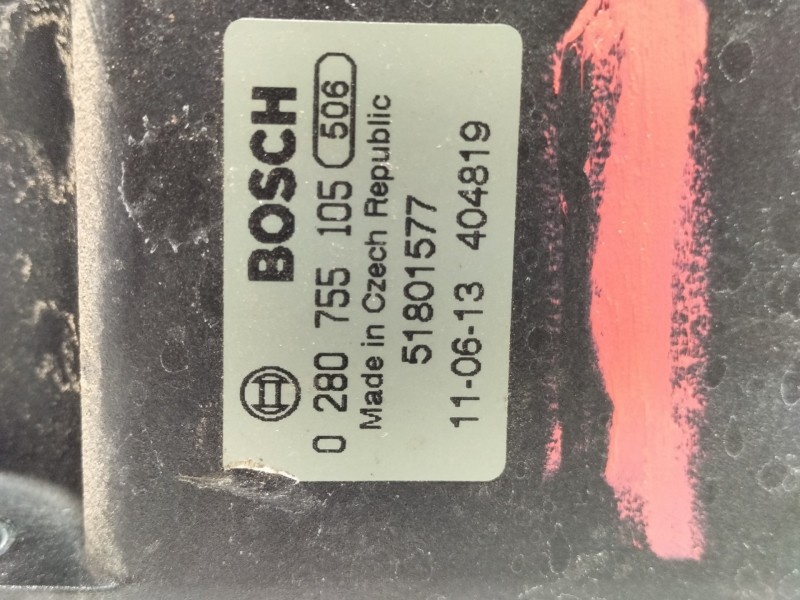 BOSCH
0 280 755 105 506
Made in Czech Republic
51801577
11-06-13 404819